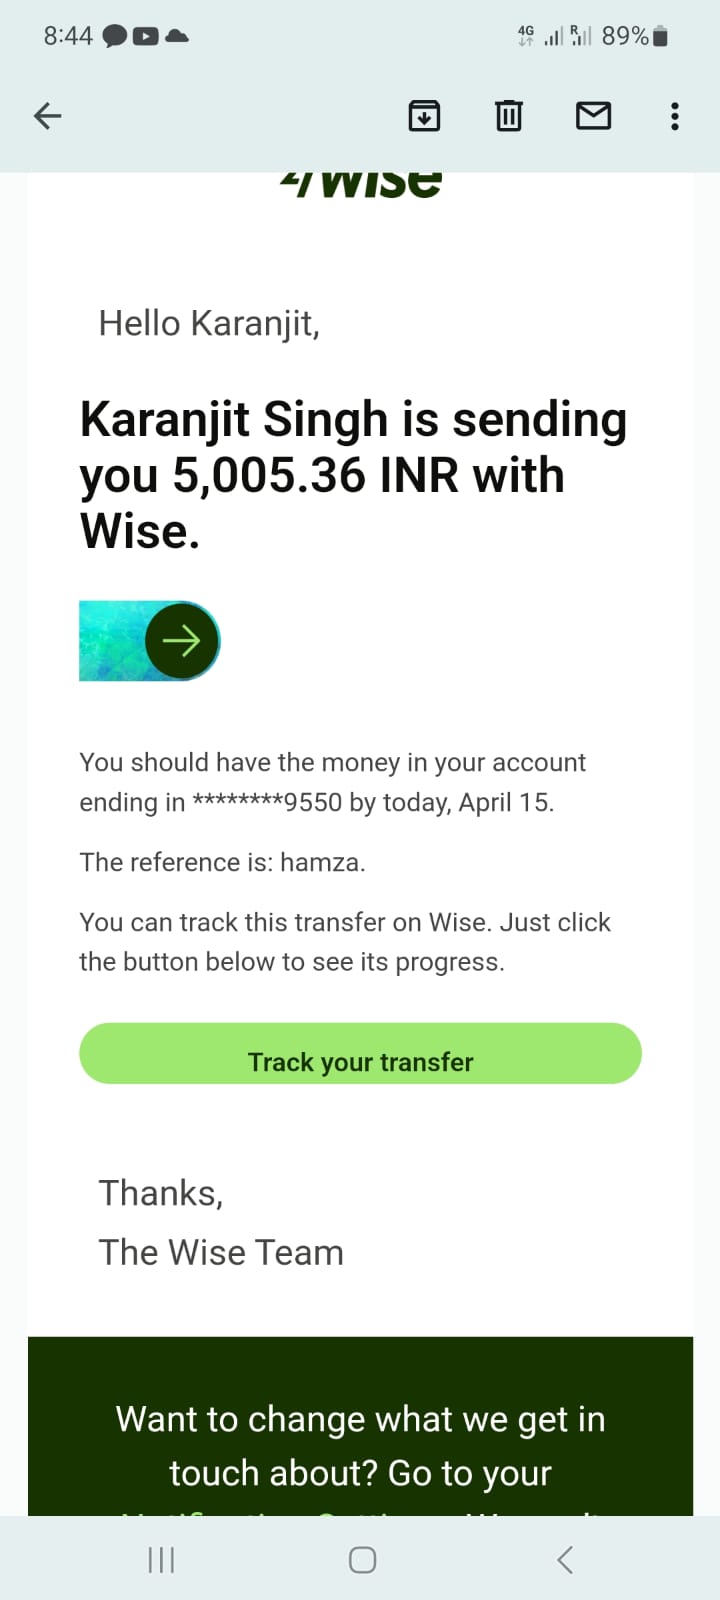 8:44
4G R 89%
7wise
Hello Karanjit,
Karanjit Singh is sending
you 5,005.36 INR with
Wise.
You should have the money in your account
ending in ********9550 by today, April 15.
The reference is: hamza.
You can track this transfer on Wise. Just click
the button below to see its progress.
Track your transfer
Thanks,
The Wise Team
Want to change what we get in
touch about? Go to your